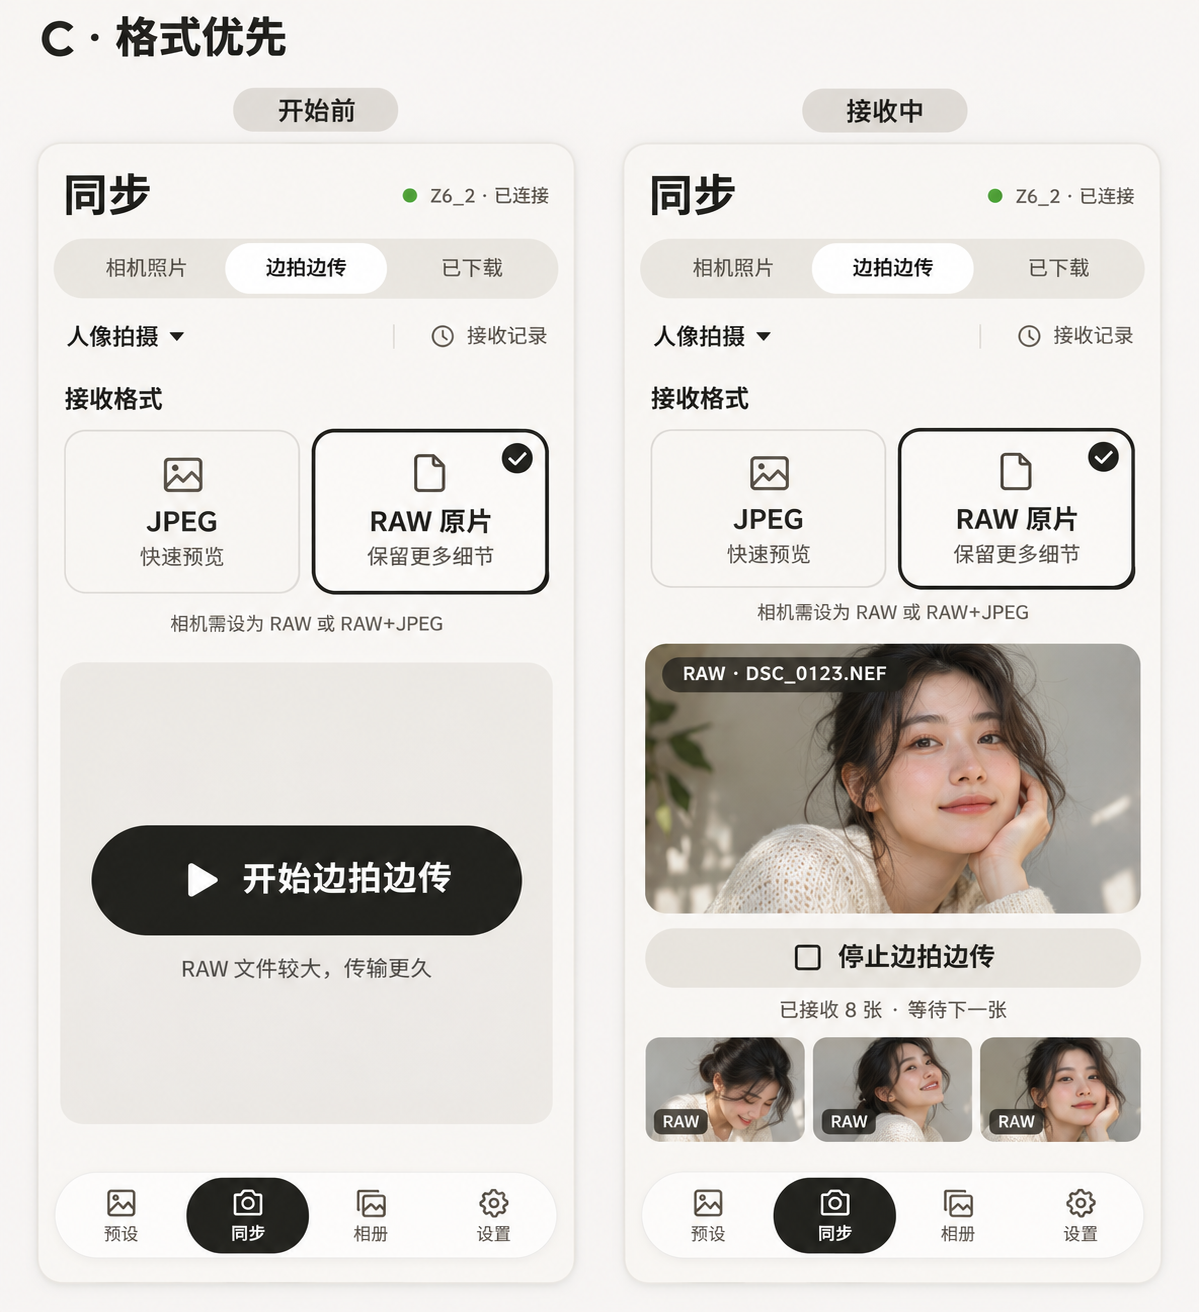 C · 格式优先
开始前
同步
Z6_2 · 已连接
相机照片
边拍边传
已下载
人像拍摄
接收记录
接收格式
JPEG
快速预览
RAW 原片
保留更多细节
相机需设为 RAW 或 RAW+JPEG
开始边拍边传
RAW 文件较大，传输更久
预设
同步
相册
设置
接收中
同步
Z6_2 · 已连接
相机照片
边拍边传
已下载
人像拍摄
接收记录
接收格式
JPEG
快速预览
RAW 原片
保留更多细节
相机需设为 RAW 或 RAW+JPEG
RAW · DSC_0123.NEF
停止边拍边传
已接收 8 张 · 等待下一张
RAW
RAW
RAW
预设
同步
相册
设置